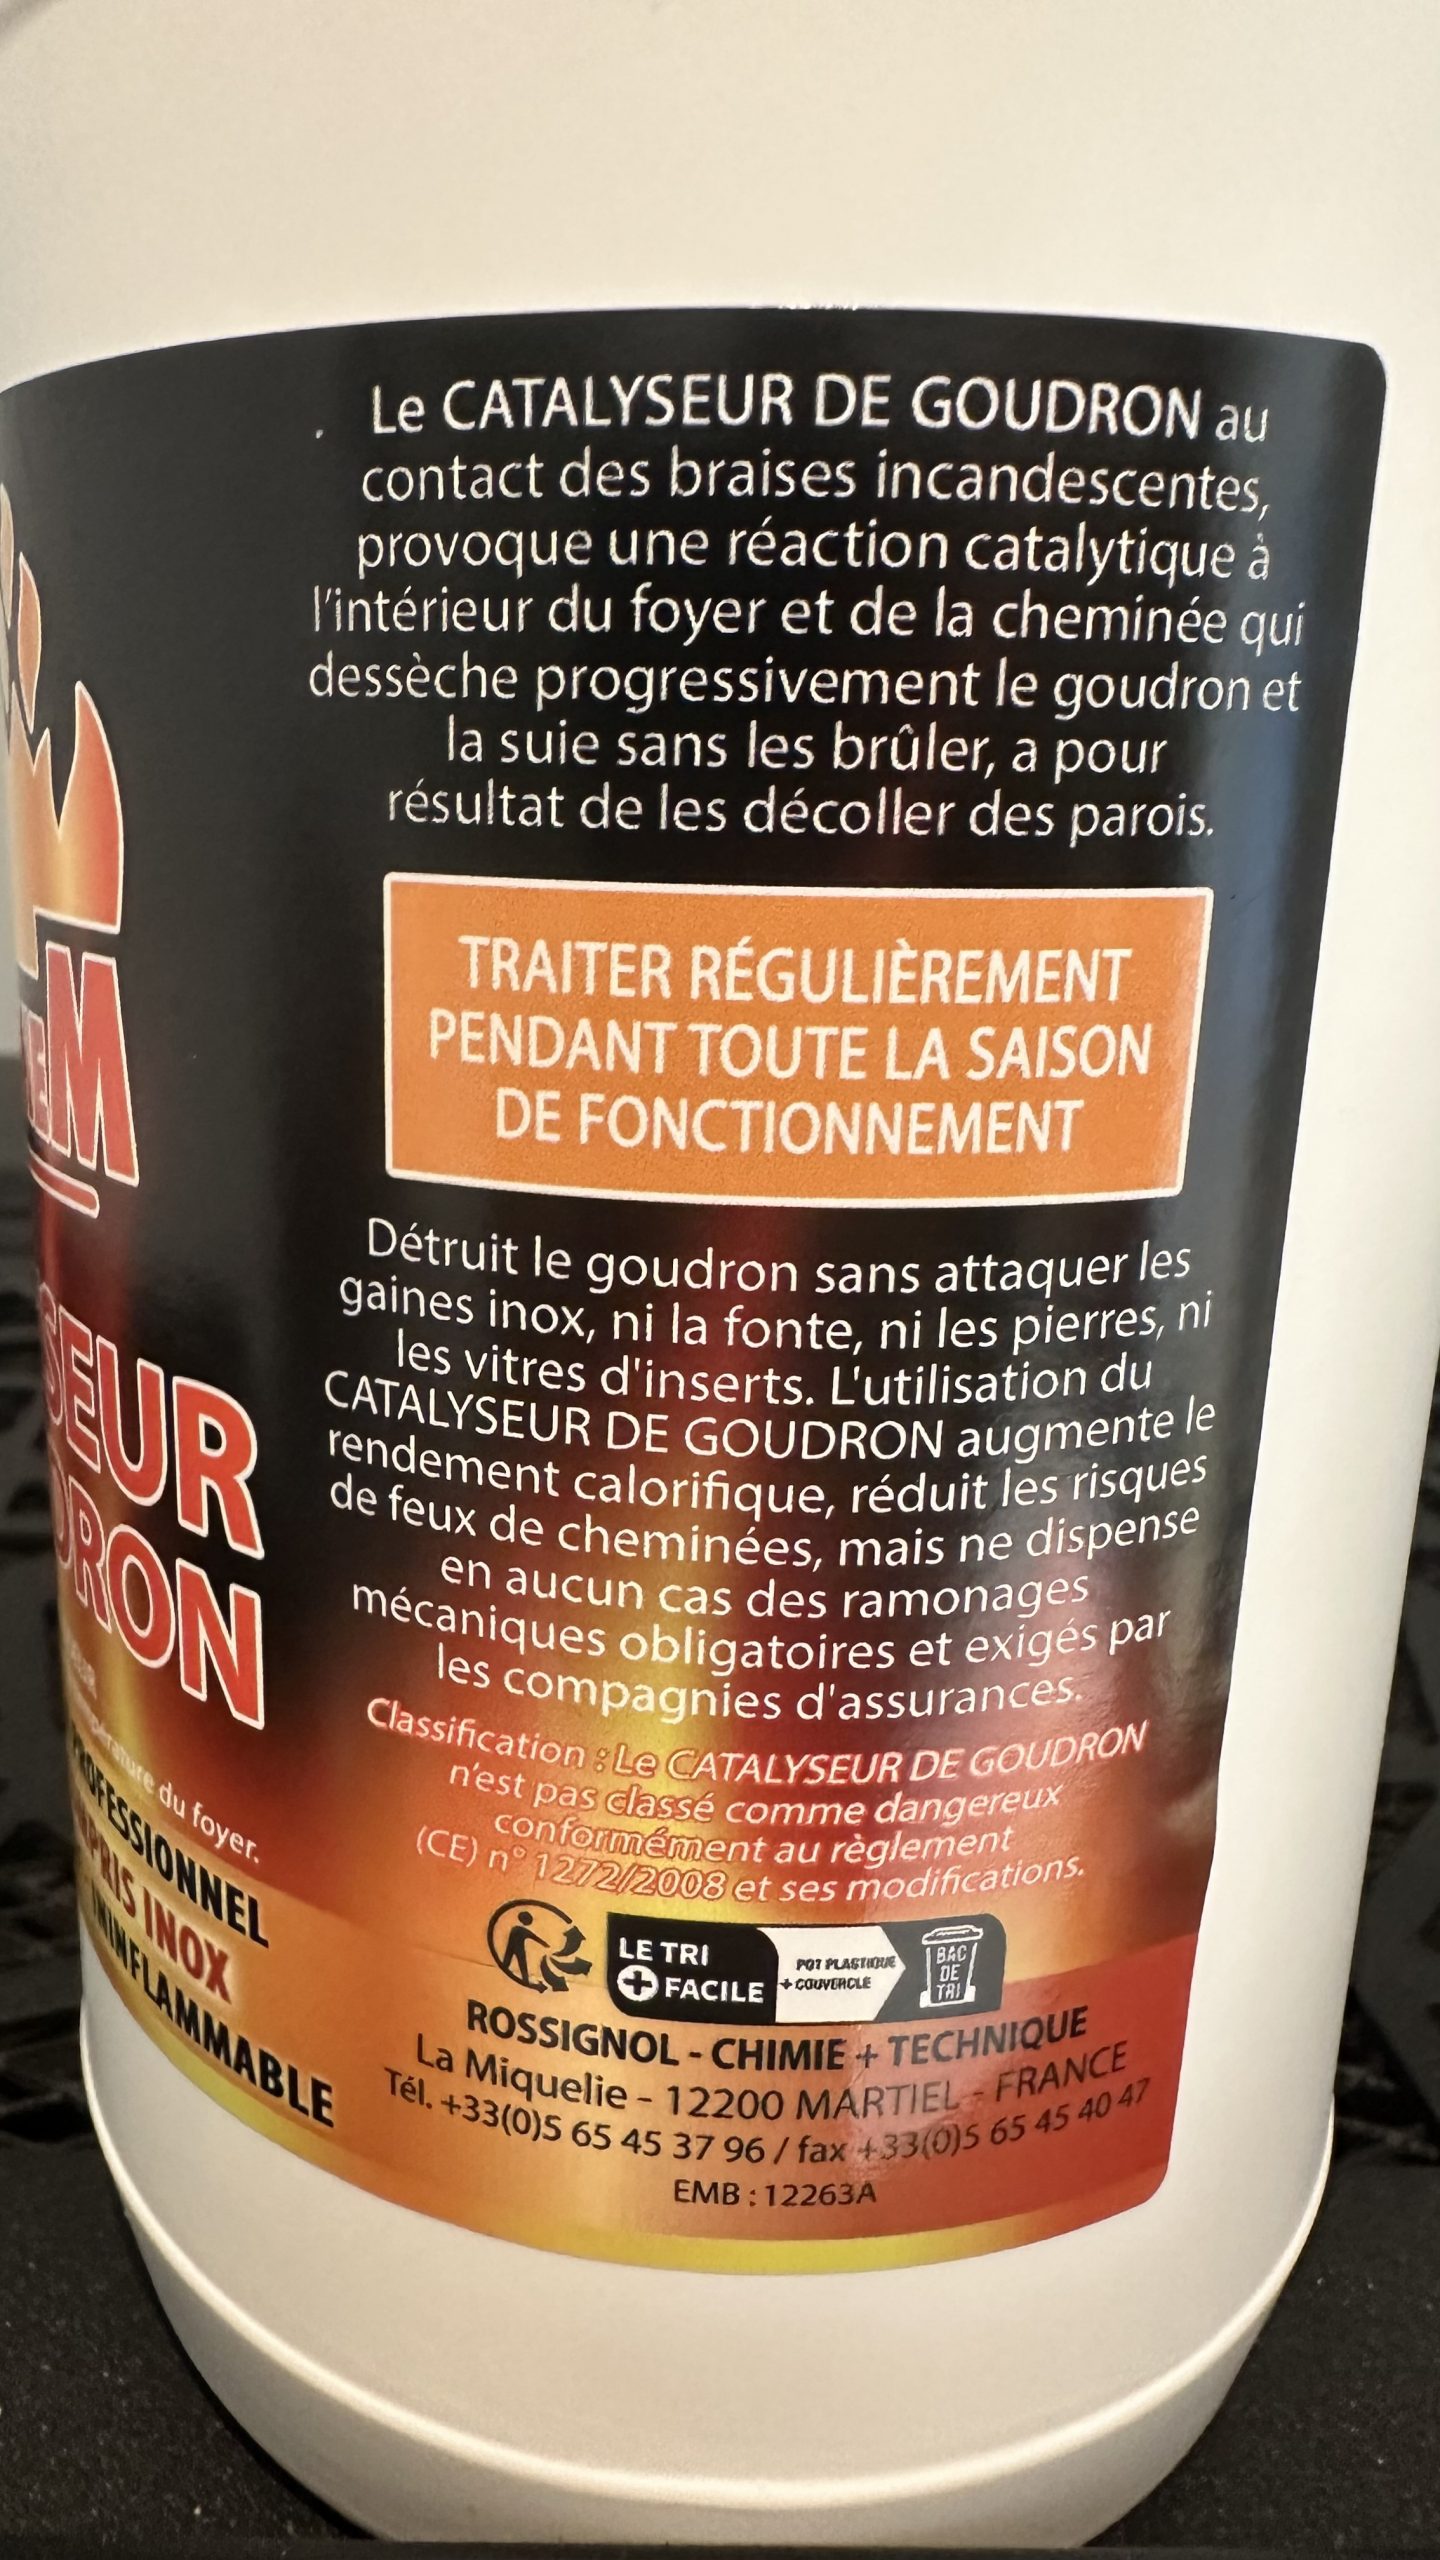 Le CATALYSEUR DE GOUDRON au
contact des braises incandescentes,
provoque une réaction catalytique à
l'intérieur du foyer et de la cheminée qui
dessèche progressivement le goudron et
la suie sans les brûler, a pour
résultat de les décoller des parois.
TRAITER RÉGULIÈREMENT
PENDANT TOUTE LA SAISON
DE FONCTIONNEMENT
Détruit le goudron sans attaquer les
gaines inox, ni la fonte, ni les pierres, ni
les vitres d'inserts. L'utilisation du
CATALYSEUR DE GOUDRON augmente le
rendement calorifique, réduit les risques
de feux de cheminées, mais ne dispense
en aucun cas des ramonages
mécaniques obligatoires et exigés par
les compagnies d'assurances.
Classification : Le CATALYSEUR DE GOUDRON
n'est pas classé comme dangereux
conformément au règlement
(CE) n° 1272/2008 et ses modifications.
LE TRI
+ FACILE
POT PLASTIQUE
+ COUVERCLE
BAC
DE
TRI
ROSSIGNOL - CHIMIE + TECHNIQUE
La Miquelie - 12200 MARTIEL - FRANCE
Tél. +33(0)5 65 45 37 96 / fax +33(0)5 65 45 40 47
EMB : 12263A
M
SEUR
DRON
du foyer.
PROFESSIONNEL
INOX
ININFLAMMABLE